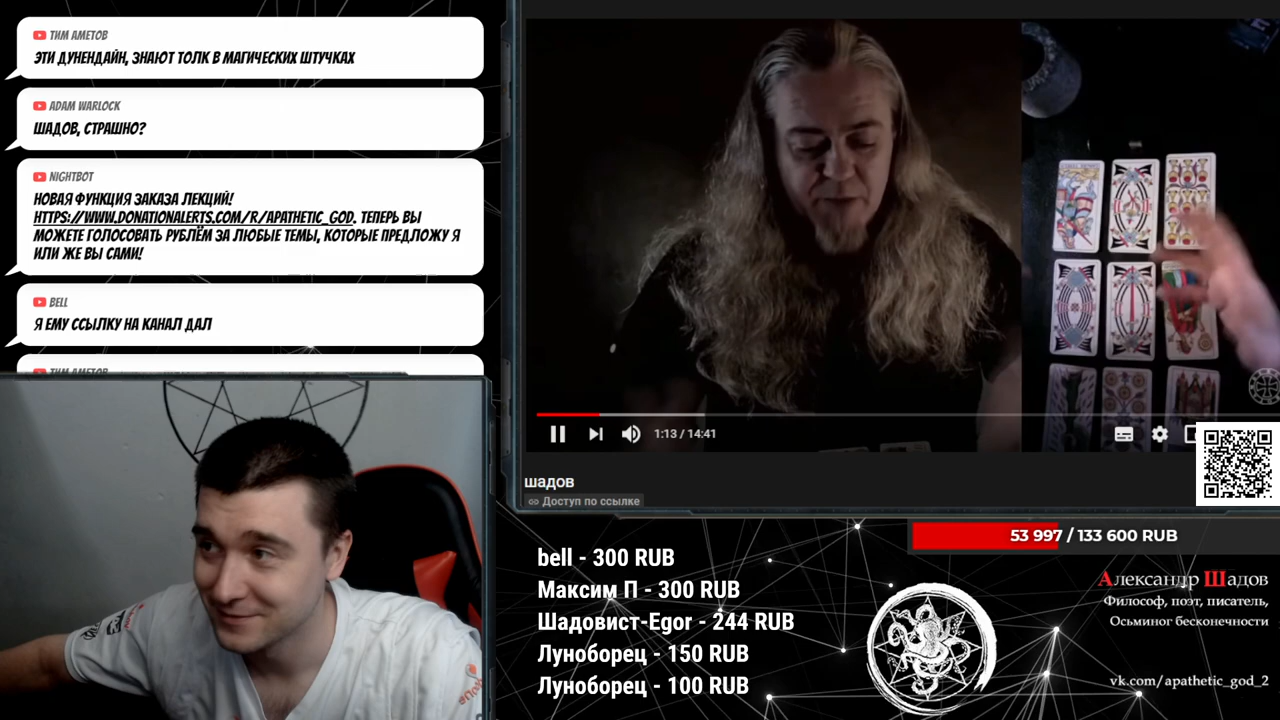 ТИМ АМЕТОВ
ЭТИ ДУНЕНДАЙН, ЗНАЮТ ТОЛК В МАГИЧЕСКИХ ШТУЧКАХ
ADAM WARLOCK
ШАДОВ, СТРАШНО?
NIGHTBOT
НОВАЯ ФУНКЦИЯ ЗАКАЗА ЛЕКЦИЙ!
HTTPS://WWW.DONATIONALERTS.COM/R/APATHETIC_GOD. ТЕПЕРЬ ВЫ
МОЖЕТЕ ГОЛОСОВАТЬ РУБЛЁМ ЗА ЛЮБЫЕ ТЕМЫ, КОТОРЫЕ ПРЕДЛОЖУ Я
ИЛИ ЖЕ ВЫ САМИ!
BELL
Я ЕМУ ССЫЛКУ НА КАНАЛ ДАЛ
ТИМ АМЕТОВ
1:13 / 14:41
шадов
Доступ по ссылке
53 997 / 133 600 RUB
bell - 300 RUB
Максим П - 300 RUB
Шадовист-Egor - 244 RUB
Луноборец - 150 RUB
Луноборец - 100 RUB
Александр Шадов
Философ, поэт, писатель,
Осьминог бесконечности
vk.com/apathetic_god_2